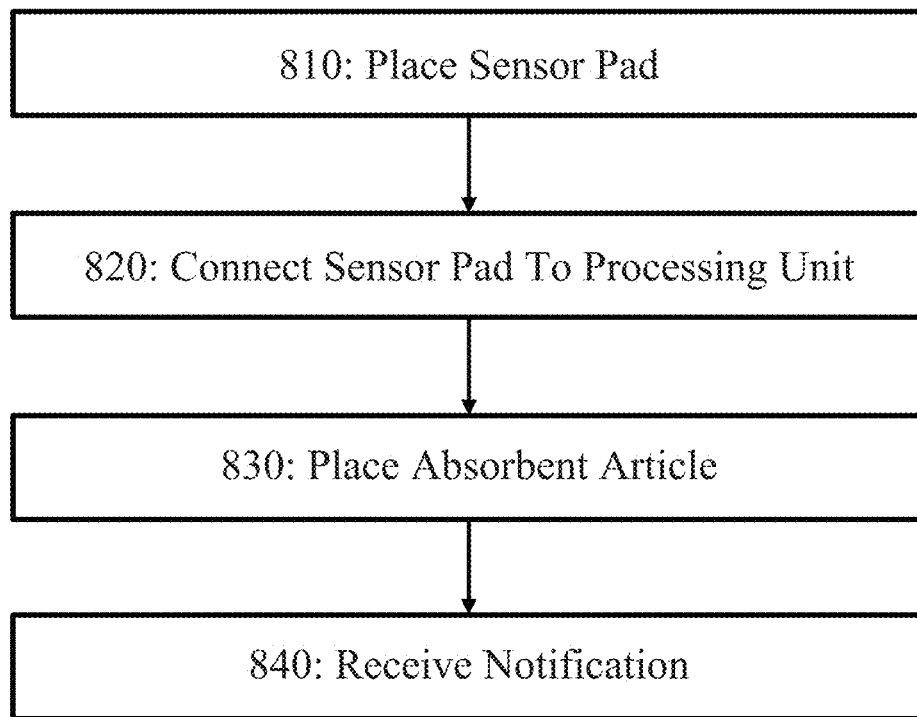 810: Place Sensor Pad
820: Connect Sensor Pad To Processing Unit
830: Place Absorbent Article
840: Receive Notification